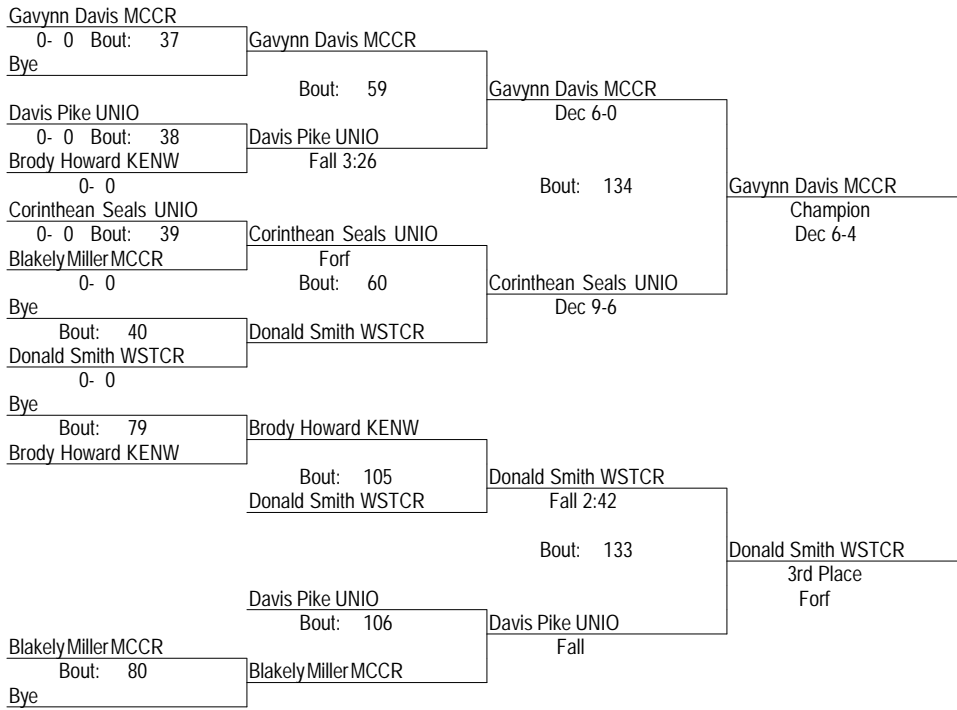 Gavynn Davis MCCR
0- 0 Bout: 37
Gavynn Davis MCCR
Bye
Bout: 59
Gavynn Davis MCCR
Dec 6-0
Davis Pike UNIO
0- 0 Bout: 38
Davis Pike UNIO
Brody Howard KENW
Fall 3:26
0- 0
Bout: 134
Gavynn Davis MCCR
Champion
Dec 6-4
Corinthean Seals UNIO
0- 0 Bout: 39
Corinthean Seals UNIO
Blakely Miller MCCR
Forf
0- 0
Bout: 60
Corinthean Seals UNIO
Dec 9-6
Bye
Bout: 40
Donald Smith WSTCR
Donald Smith WSTCR
0- 0
Bye
Bout: 79
Brody Howard KENW
Brody Howard KENW
Bout: 105
Donald Smith WSTCR
Donald Smith WSTCR
Fall 2:42
Bout: 133
Donald Smith WSTCR
3rd Place
Forf
Davis Pike UNIO
Bout: 106
Davis Pike UNIO
Fall
Blakely Miller MCCR
Bout: 80
Blakely Miller MCCR
Bye